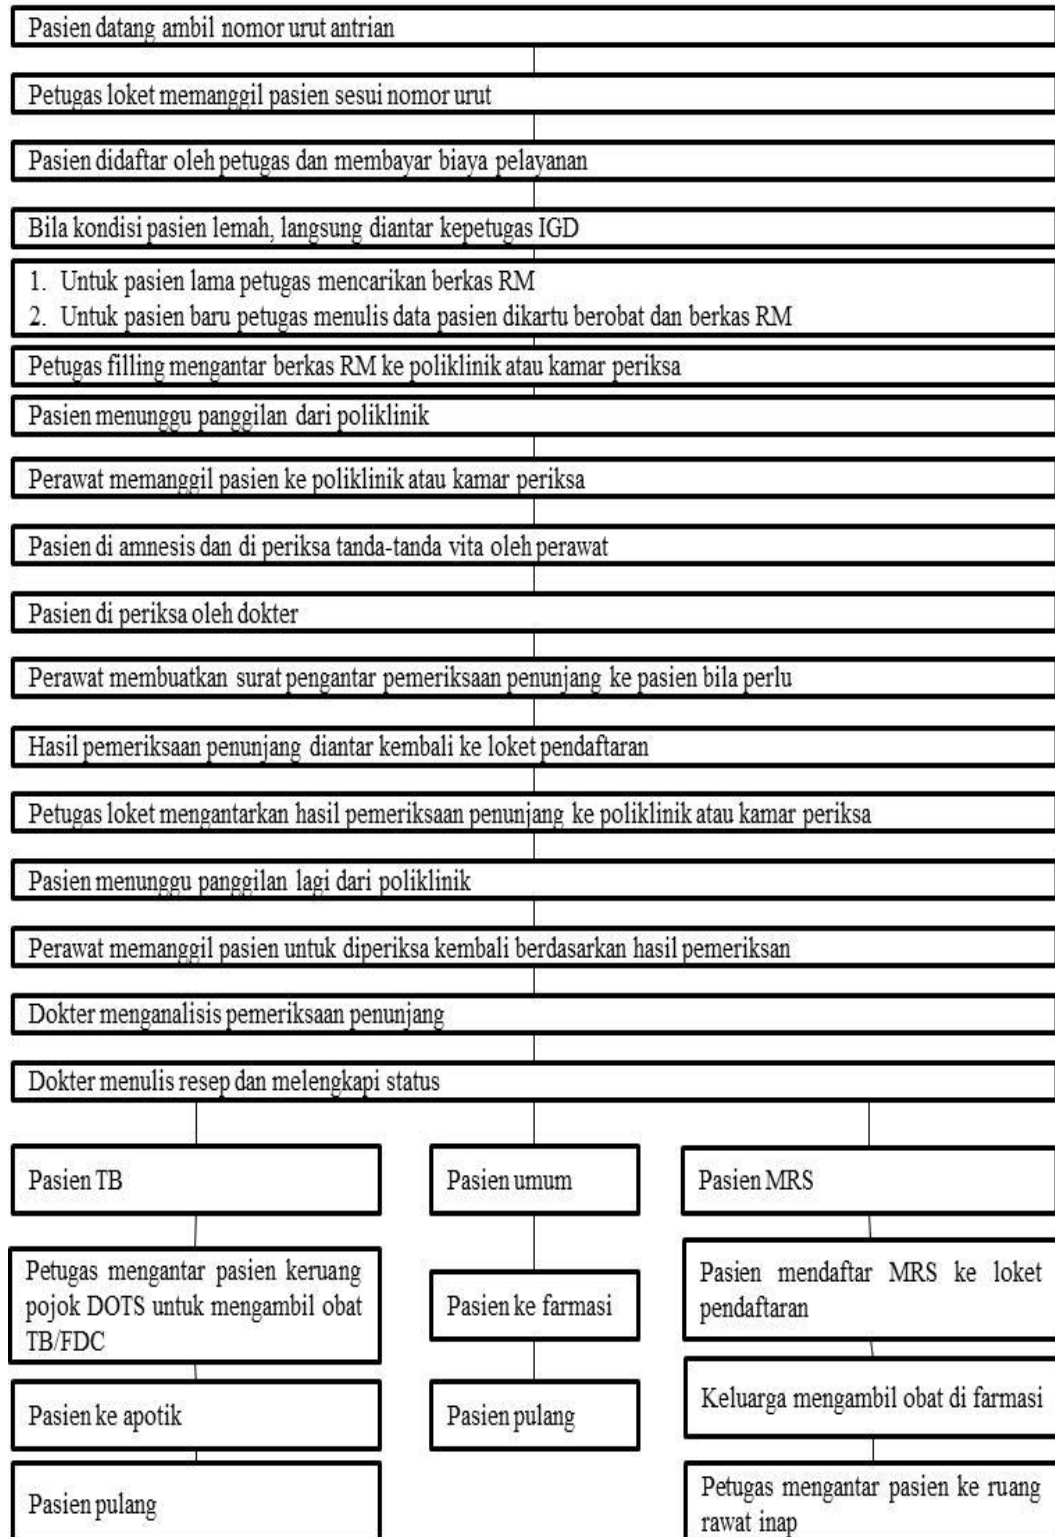 Pasien datang ambil nomor urut antrian
Petugas loket memanggil pasien sesui nomor urut
Pasien didaftar oleh petugas dan membayar biaya pelayanan
Bila kondisi pasien lemah, langsung diantar kepetugas IGD
1. Untuk pasien lama petugas mencarikan berkas RM
2. Untuk pasien baru petugas menulis data pasien dikartu berobat dan berkas RM
Petugas filling mengantar berkas RM ke poliklinik atau kamar periksa
Pasien menunggu panggilan dari poliklinik
Perawat memanggil pasien ke poliklinik atau kamar periksa
Pasien di amnesis dan di periksa tanda-tanda vita oleh perawat
Pasien di periksa oleh dokter
Perawat membuatkan surat pengantar pemeriksaan penunjang ke pasien bila perlu
Hasil pemeriksaan penunjang diantar kembali ke loket pendaftaran
Petugas loket mengantarkan hasil pemeriksaan penunjang ke poliklinik atau kamar periksa
Pasien menunggu panggilan lagi dari poliklinik
Perawat memanggil pasien untuk diperiksa kembali berdasarkan hasil pemeriksan
Dokter menganalisis pemeriksaan penunjang
Dokter menulis resep dan melengkapi status
Pasien TB
Petugas mengantar pasien keruang
pojok DOTS untuk mengambil obat
TB/FDC
Pasien ke apotik
Pasien pulang
Pasien umum
Pasien ke farmasi
Pasien pulang
Pasien MRS
Pasien mendaftar MRS ke loket
pendaftaran
Keluarga mengambil obat di farmasi
Petugas mengantar pasien ke ruang
rawat inap